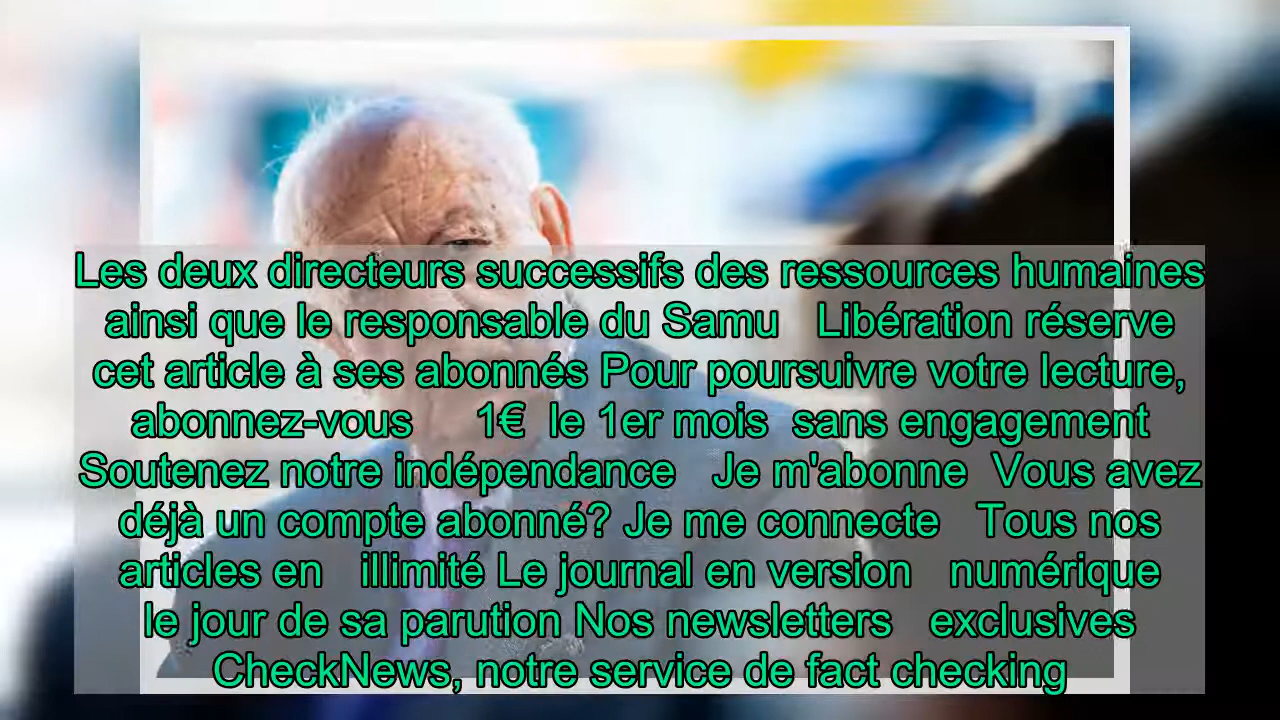 Les deux directeurs successifs des ressources humaines
ainsi que le responsable du Samu Libération réserve
cet article à ses abonnés Pour poursuivre votre lecture,
abonnez-vous 1€ le 1er mois sans engagement
Soutenez notre indépendance Je m'abonne Vous avez
déjà un compte abonné? Je me connecte Tous nos
articles en illimité Le journal en version numérique
le jour de sa parution Nos newsletters exclusives
CheckNews, notre service de fact checking